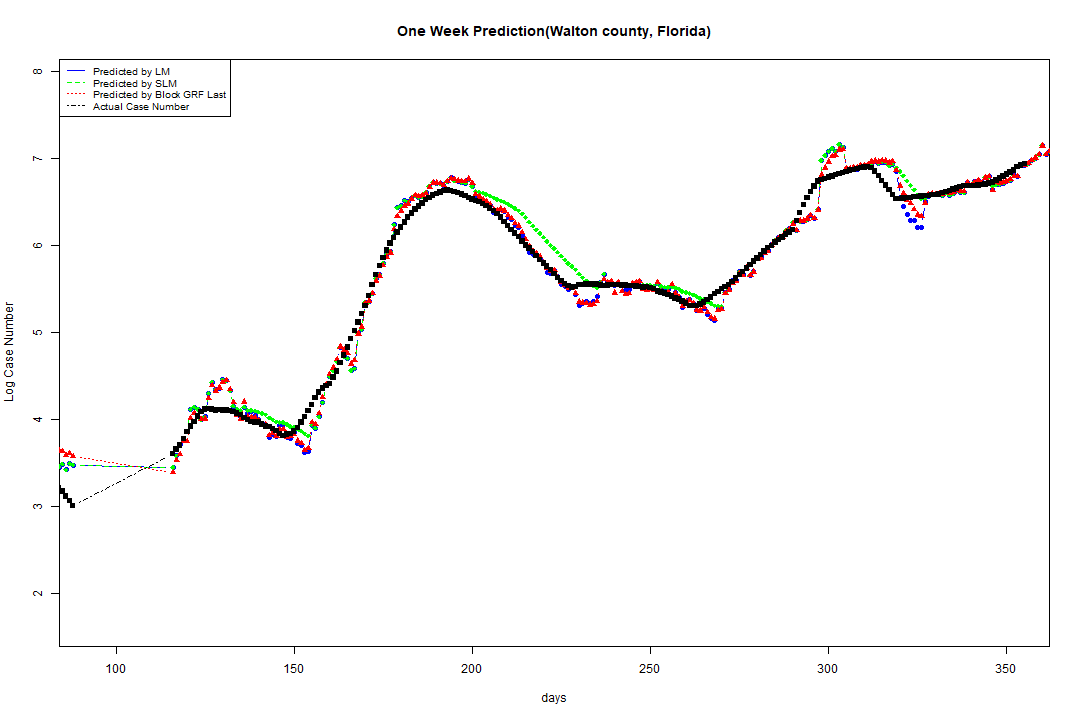 One Week Prediction(Walton county, Florida)
Predicted by LM
Predicted by SLM
Predicted by Block GRF Last
Actual Case Number
8
7
6
5
4
3
2
Log Case Number
100 150 200 250 300 350
days